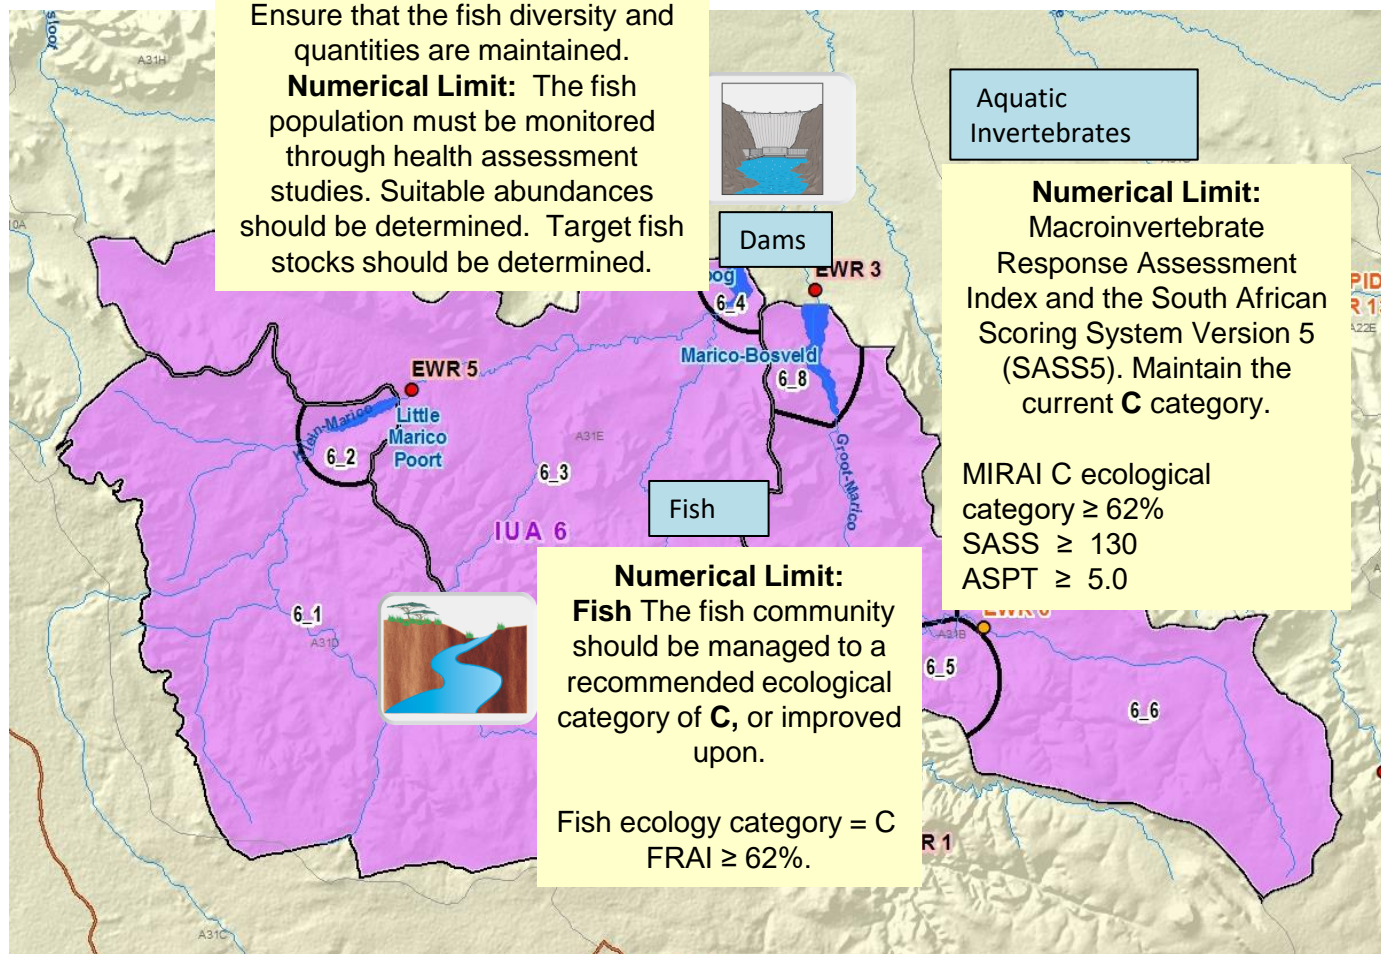 Ensure that the fish diversity and
quantities are maintained.
Numerical Limit: The fish
population must be monitored
through health assessment
studies. Suitable abundances
should be determined. Target fish
stocks should be determined.
Dams
Aquatic
Invertebrates
Numerical Limit:
Macroinvertebrate
Response Assessment
Index and the South African
Scoring System Version 5
(SASS5). Maintain the
current C category.
MIRAI C ecological
category ≥ 62%
SASS ≥ 130
ASPT ≥ 5.0
Fish
Numerical Limit:
Fish The fish community
should be managed to a
recommended ecological
category of C, or improved
upon.
Fish ecology category = C
FRAI ≥ 62%.
A31H
EWR 3
6_4
Marico-Bosveld
6_8
EWR 5
Klein-Marico
Little
Marico
Poort
6_2
A31E
6_3
Groot-Marico
IUA 6
6_1
A31D
A31B
6_5
6_6
A31C
R 1
A22E